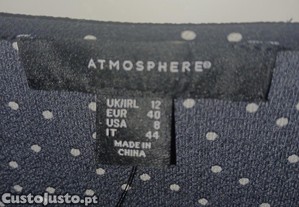 ATMOSPHERE®
UK/IRL 12
EUR 40
USA 8
IT 44
MADE IN
CHINA
Custojusto.pt